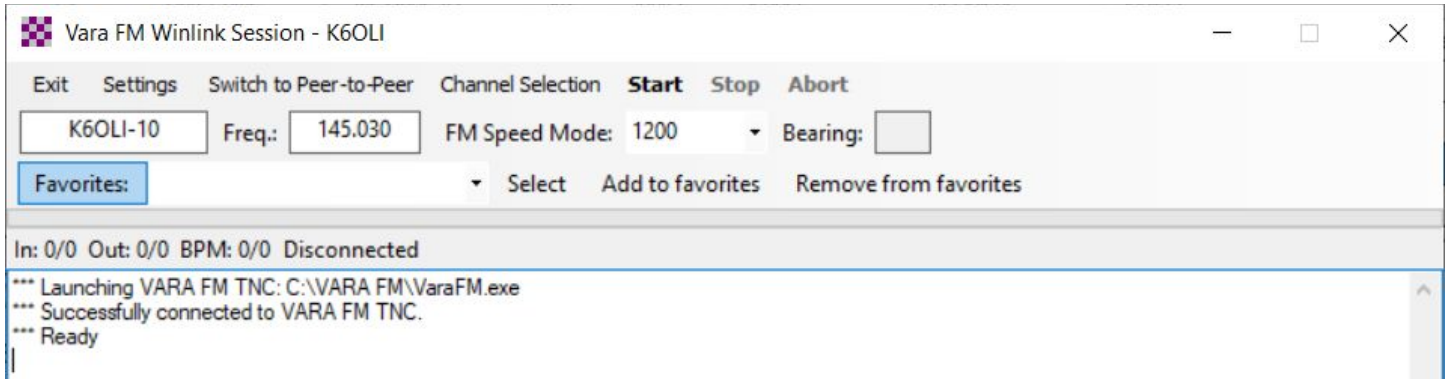 Vara FM Winlink Session - K6OLI
Exit Settings Switch to Peer-to-Peer Channel Selection Start Stop Abort
K6OLI-10 Freq.: 145.030 FM Speed Mode: 1200 Bearing:
Favorites: Select Add to favorites Remove from favorites
In: 0/0 Out: 0/0 BPM: 0/0 Disconnected
*** Launching VARA FM TNC: C:\VARA FM\VaraFM.exe
*** Successfully connected to VARA FM TNC.
*** Ready